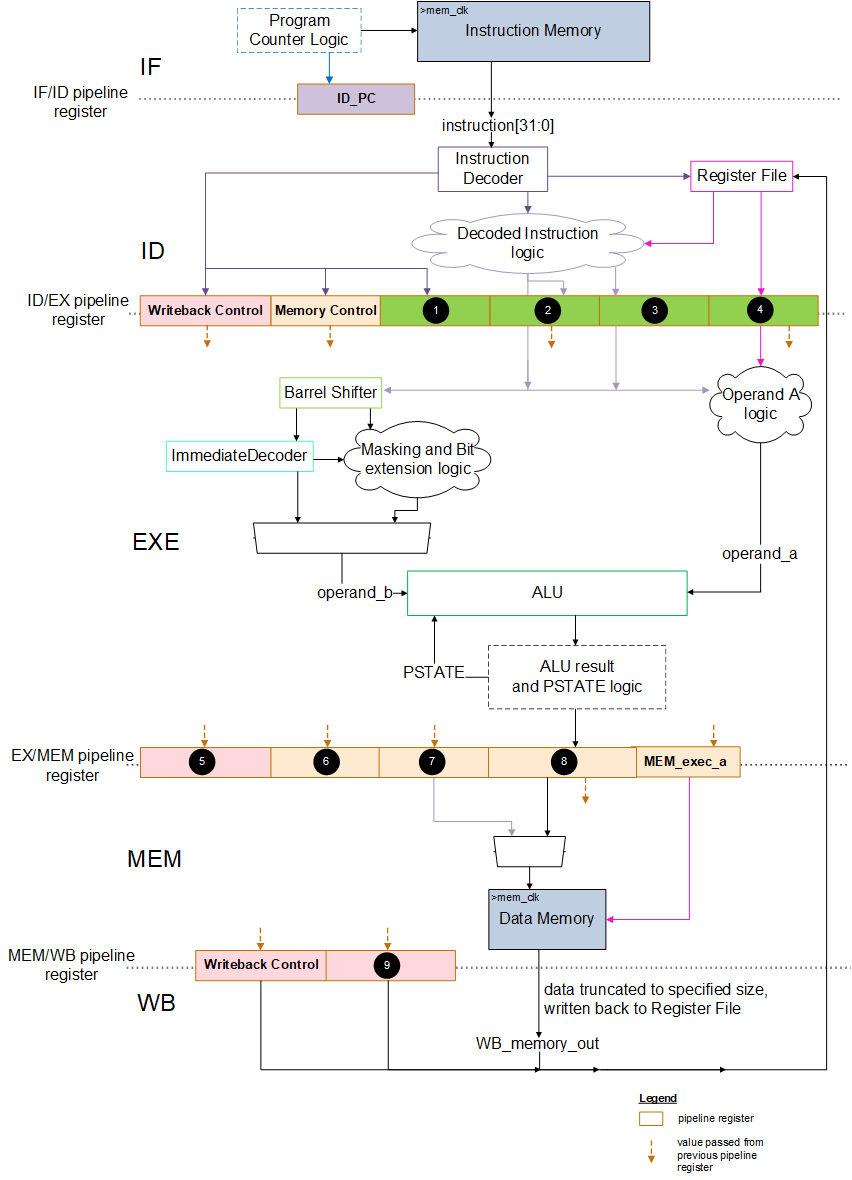 Program
Counter Logic
>mem_clk
Instruction Memory
IF
IF/ID pipeline
register
ID_PC
instruction[31:0]
Instruction
Decoder
Register File
Decoded Instruction
logic
ID
ID/EX pipeline
register
Writeback Control
Memory Control
1
2
3
4
Barrel Shifter
Operand A
logic
ImmediateDecoder
Masking and Bit
extension logic
EXE
operand_a
operand_b
ALU
PSTATE
ALU result
and PSTATE logic
EX/MEM pipeline
register
5
6
7
8
MEM_exec_a
MEM
>mem_clk
Data Memory
MEM/WB pipeline
register
Writeback Control
9
WB
data truncated to specified size,
written back to Register File
WB_memory_out
Legend
pipeline register
value passed from
previous pipeline
register